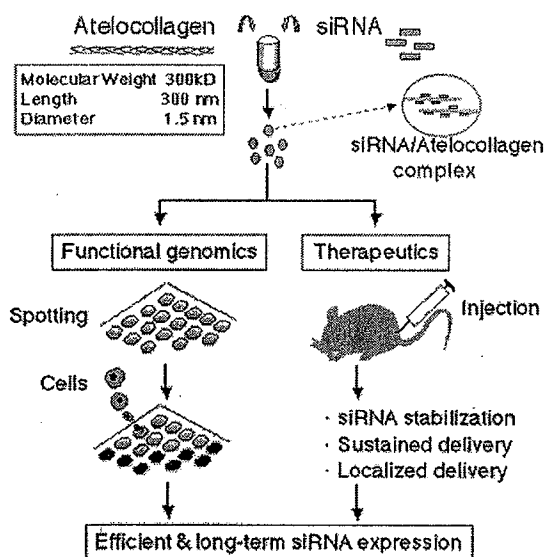 Atelocollagen
siRNA
Molecular Weight 300kD
Length 300 nm
Diameter 1.5 nm
siRNA/Atelocollagen
complex
Functional genomics
Therapeutics
Spotting
Injection
Cells
· siRNA stabilization
· Sustained delivery
· Localized delivery
Efficient & long-term siRNA expression